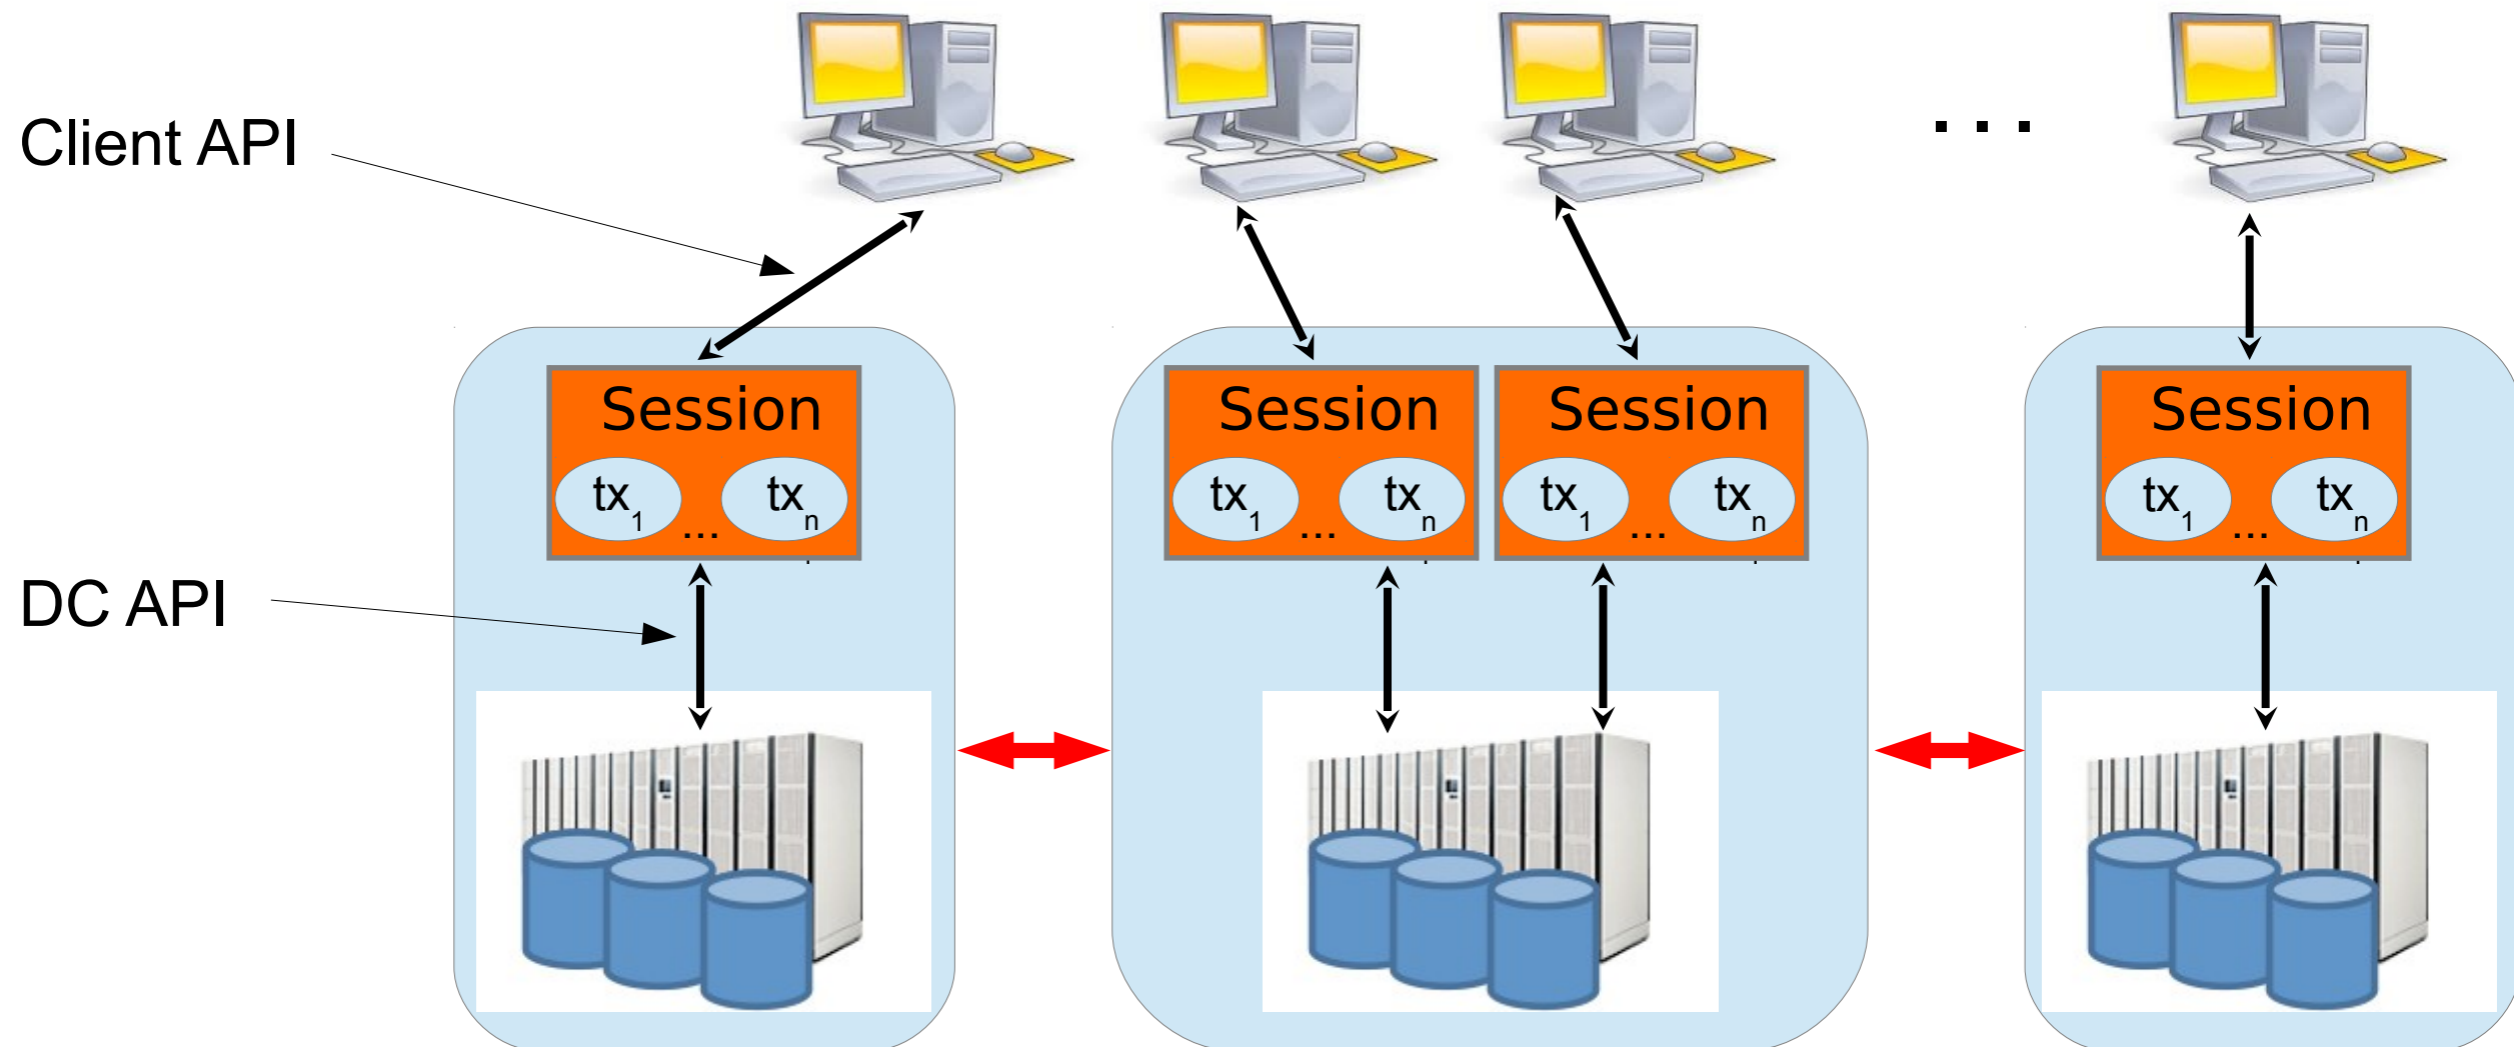 Client API
. . .
Session
tx1 ... txn
Session
tx1 ... txn
Session
tx1 ... txn
Session
tx1 ... txn
DC API